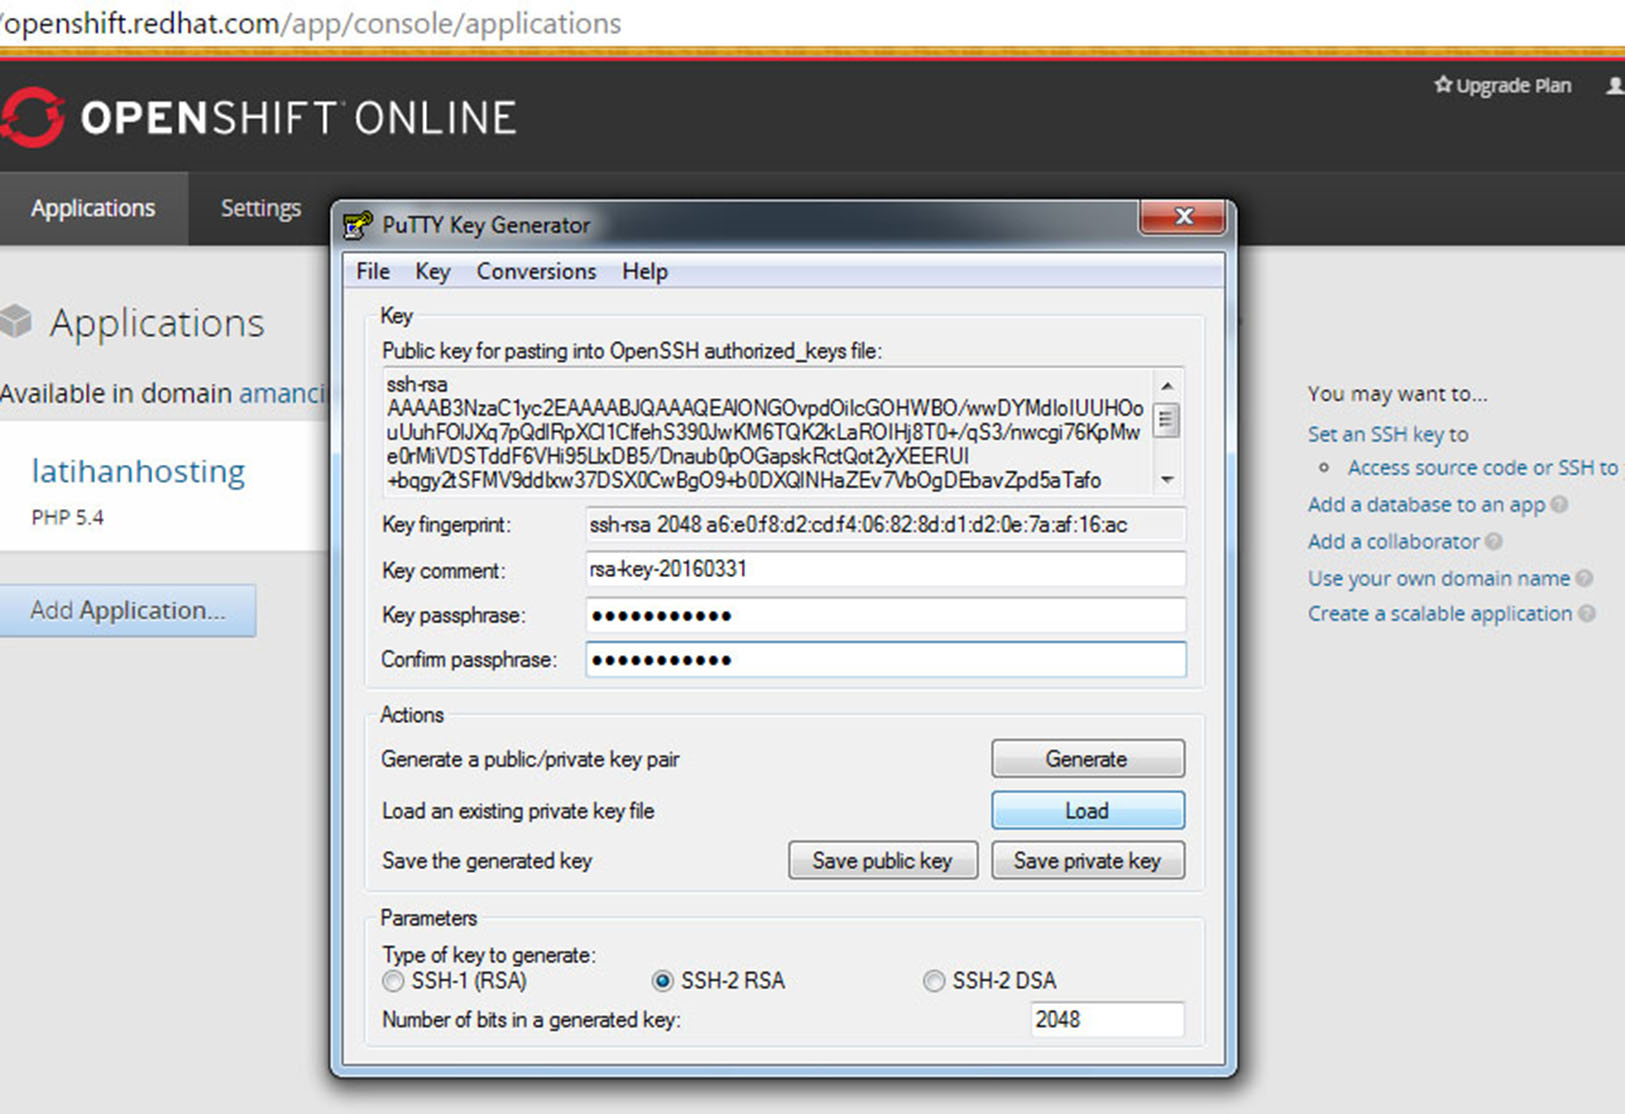 /openshift.redhat.com/app/console/applications
OPENSHIFT ONLINE
Upgrade Plan
Applications Settings
PuTTY Key Generator
File Key Conversions Help
Applications
Available in domain amanci
latihanhosting
PHP 5.4
Add Application...
Key
Public key for pasting into OpenSSH authorized_keys file:
ssh-rsa
AAAAB3NzaC1yc2EAAAABJQAAAQEAlONGOvpdOilcGOHWBO/wwDYMdloIUUHOo
uUuhFOIJXq7pQdlRpXCl1ClfehS390JwKM6TQK2kLaROIHj8T0+/qS3/nwcgi76KpMw
e0rMiVDSTddF6VHi95LlxDB5/Dnaub0pOGapskRctQot2yXEERUI
+bqgy2tSFMV9ddlxw37DSX0CwBgO9+b0DXQlNHaZEv7VbOgDEbavZpd5aTafo
Key fingerprint: ssh-rsa 2048 a6:e0:f8:d2:cd:f4:06:82:8d:d1:d2:0e:7a:af:16:ac
Key comment: rsa-key-20160331
Key passphrase: ●●●●●●●●●●●
Confirm passphrase: ●●●●●●●●●●●
Actions
Generate a public/private key pair Generate
Load an existing private key file Load
Save the generated key Save public key Save private key
Parameters
Type of key to generate:
SSH-1 (RSA) SSH-2 RSA SSH-2 DSA
Number of bits in a generated key: 2048
You may want to...
Set an SSH key to
Access source code or SSH to
Add a database to an app
Add a collaborator
Use your own domain name
Create a scalable application